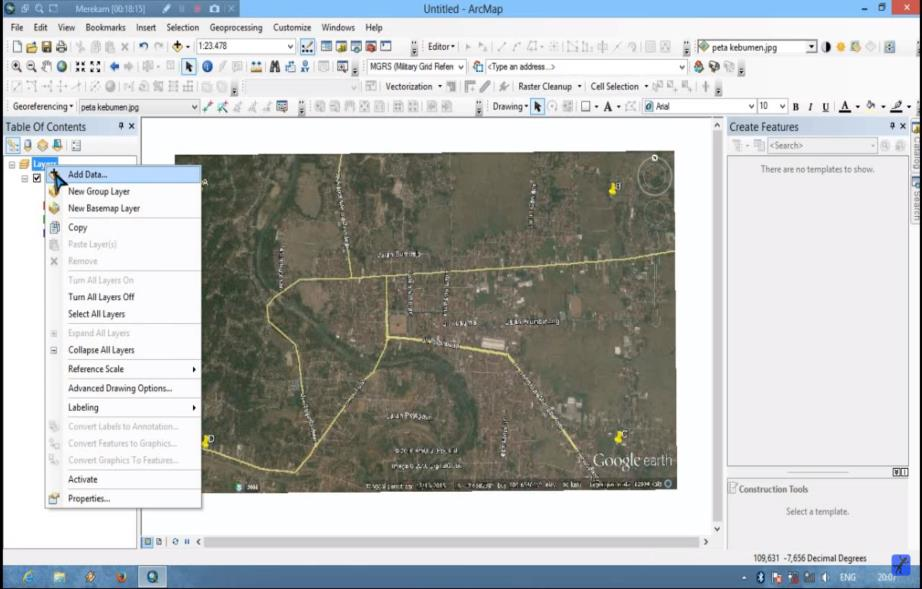 Merekam [00:18:15]
Untitled - ArcMap
File Edit View Bookmarks Insert Selection Geoprocessing Customize Windows Help
1:23.478
Editor
peta kebumen.jpg
MGRS (Military Grid Referen
<Type an address...>
Vectorization
Raster Cleanup
Cell Selection
Georeferencing
peta kebumen.jpg
Drawing
A
Arial
10
B I U A
Table Of Contents
Create Features
Layers
<Search>
There are no templates to show.
Catalog
Search
Add Data...
New Group Layer
New Basemap Layer
Copy
Paste Layer(s)
Remove
Turn All Layers On
Turn All Layers Off
Select All Layers
Expand All Layers
Collapse All Layers
Reference Scale
Advanced Drawing Options...
Labeling
Convert Labels to Annotation...
Convert Features to Graphics...
Convert Graphics To Features...
Activate
Properties...
A
B
C
D
Google earth
Construction Tools
Select a template.
109,631 -7,656 Decimal Degrees
ENG